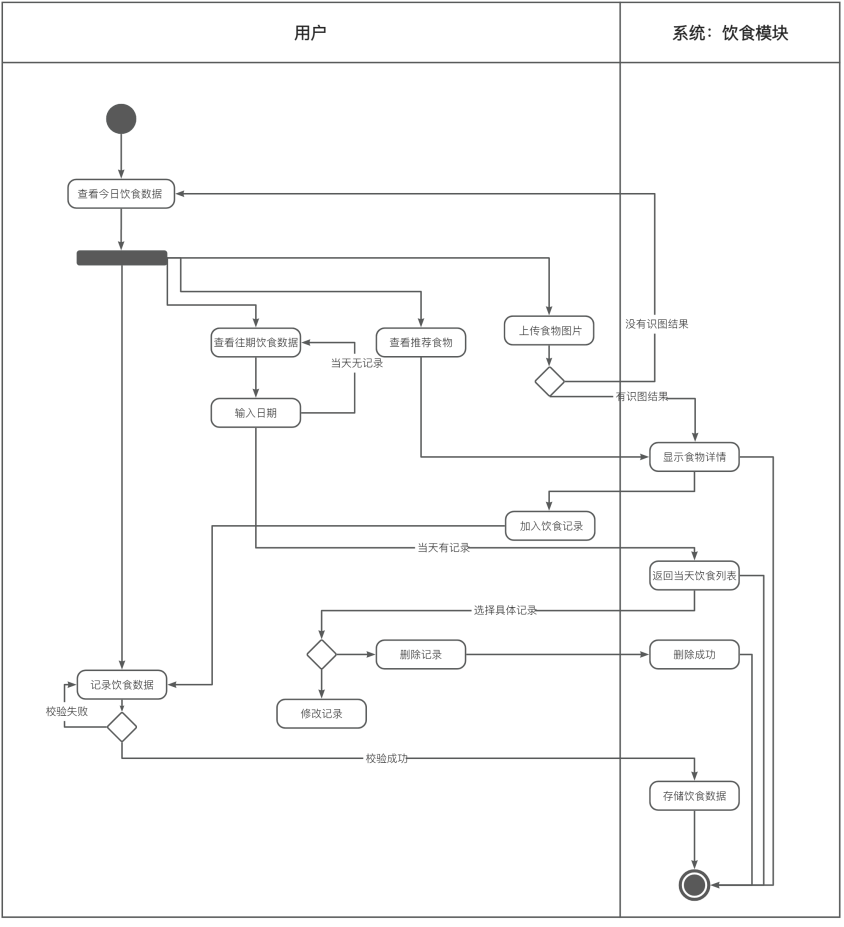 用户
系统：饮食模块
查看今日饮食数据
上传食物图片
没有识图结果
查看往期饮食数据
查看推荐食物
当天无记录
有识图结果
输入日期
显示食物详情
加入饮食记录
当天有记录
返回当天饮食列表
选择具体记录
删除记录
删除成功
记录饮食数据
校验失败
修改记录
校验成功
存储饮食数据